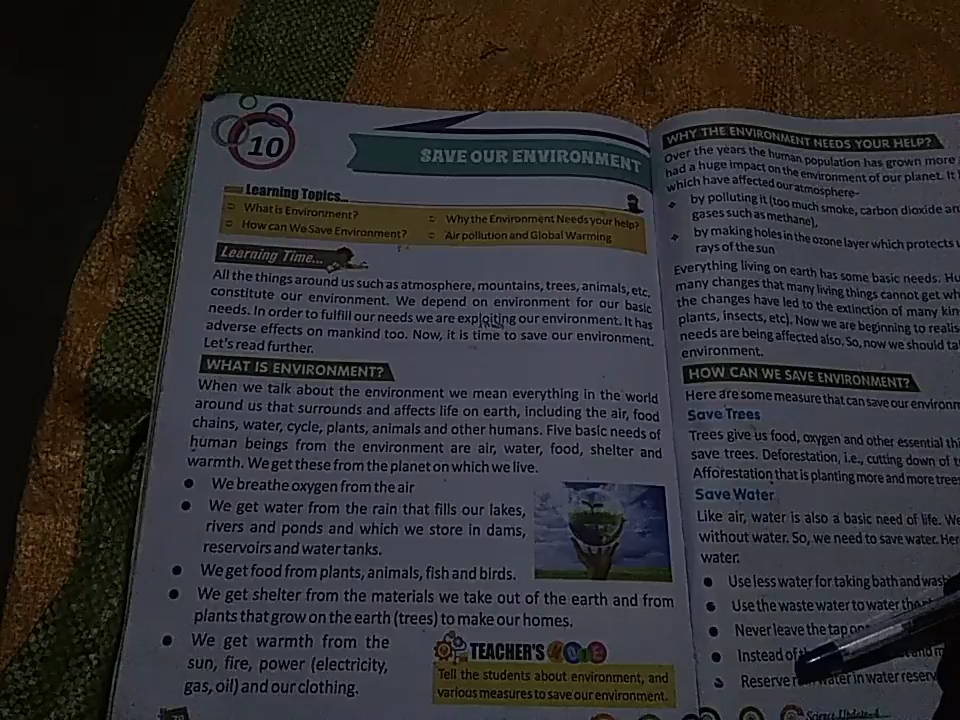 10
SAVE OUR ENVIRONMENT
Learning Topics...
What is Environment?
How can We Save Environment?
Why the Environment Needs your help?
Air pollution and Global Warming
Learning Time...
All the things around us such as atmosphere, mountains, trees, animals, etc.
constitute our environment. We depend on environment for our basic
needs. In order to fulfill our needs we are exploiting our environment. It has
adverse effects on mankind too. Now, it is time to save our environment.
Let's read further.
WHAT IS ENVIRONMENT?
When we talk about the environment we mean everything in the world
around us that surrounds and affects life on earth, including the air, food
chains, water, cycle, plants, animals and other humans. Five basic needs of
human beings from the environment are air, water, food, shelter and
warmth. We get these from the planet on which we live.
• We breathe oxygen from the air
• We get water from the rain that fills our lakes,
rivers and ponds and which we store in dams,
reservoirs and water tanks.
• We get food from plants, animals, fish and birds.
• We get shelter from the materials we take out of the earth and from
plants that grow on the earth (trees) to make our homes.
• We get warmth from the
sun, fire, power (electricity,
gas, oil) and our clothing.
TEACHER'S
Tell the students about environment, and
various measures to save our environment.
WHY THE ENVIRONMENT NEEDS YOUR HELP?
Over the years the human population has grown more
had a huge impact on the environment of our planet. It
which have affected our atmosphere-
by polluting it (too much smoke, carbon dioxide
gases such as methane),
by making holes in the ozone layer which protects
rays of the sun
Everything living on earth has some basic needs.
many changes that many living things cannot get
the changes have led to the extinction of many
plants, insects, etc). Now we are beginning to
needs are being affected also. So, now we should
environment.
HOW CAN WE SAVE ENVIRONMENT?
Here are some measure that can save our
Save Trees
Trees give us food, oxygen and other essential
save trees. Deforestation, i.e., cutting down of
Afforestation that is planting more and more
Save Water
Like air, water is also a basic need of life.
without water. So, we need to save water.
water.
• Use less water for taking bath and
• Use the waste water to water
• Never leave the tap
• Instead of
Reserve water in water